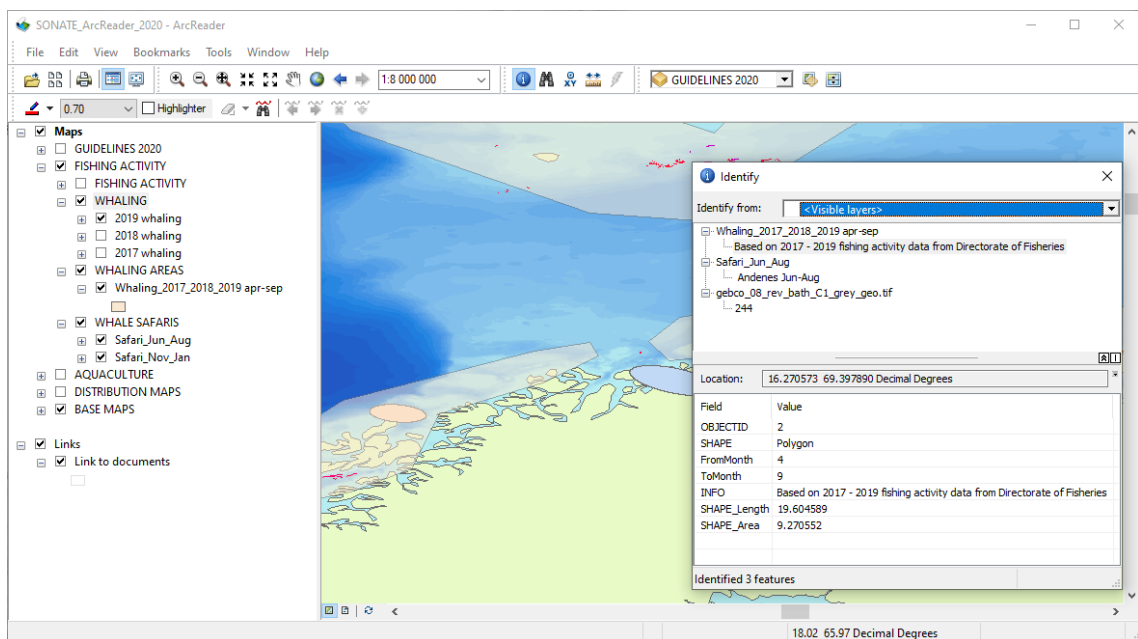 SONATE_ArcReader_2020 - ArcReader
File Edit View Bookmarks Tools Window Help
1:8 000 000
GUIDELINES 2020
0.70
Highlighter
Maps
GUIDELINES 2020
FISHING ACTIVITY
FISHING ACTIVITY
WHALING
2019 whaling
2018 whaling
2017 whaling
WHALING AREAS
Whaling_2017_2018_2019 apr-sep
WHALE SAFARIS
Safari_Jun_Aug
Safari_Nov_Jan
AQUACULTURE
DISTRIBUTION MAPS
BASE MAPS
Links
Link to documents
Identify
Identify from: <Visible layers>
Whaling_2017_2018_2019 apr-sep
Based on 2017 - 2019 fishing activity data from Directorate of Fisheries
Safari_Jun_Aug
Andenes Jun-Aug
gebco_08_rev_bath_C1_grey_geo.tif
244
Location: 16.270573 69.397890 Decimal Degrees
Field Value
OBJECTID 2
SHAPE Polygon
FromMonth 4
ToMonth 9
INFO Based on 2017 - 2019 fishing activity data from Directorate of Fisheries
SHAPE_Length 19.604589
SHAPE_Area 9.270552
Identified 3 features
18.02 65.97 Decimal Degrees